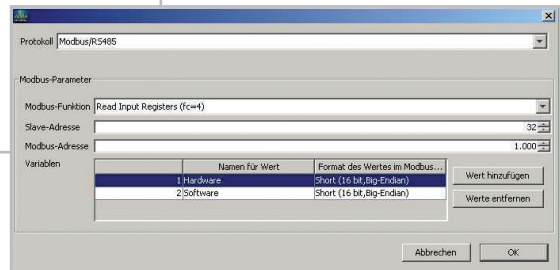 Protokoll Modbus/RS485
Modbus-Parameter
Modbus-Funktion Read Input Registers (fc=4)
Slave-Adresse 32
Modbus-Adresse 1.000
Variablen
Namen für Wert Format des Wertes im Modbus...
1 Hardware Short (16 bit,Big-Endian)
2 Software Short (16 bit,Big-Endian)
Wert hinzufügen
Werte entfernen
Abbrechen OK